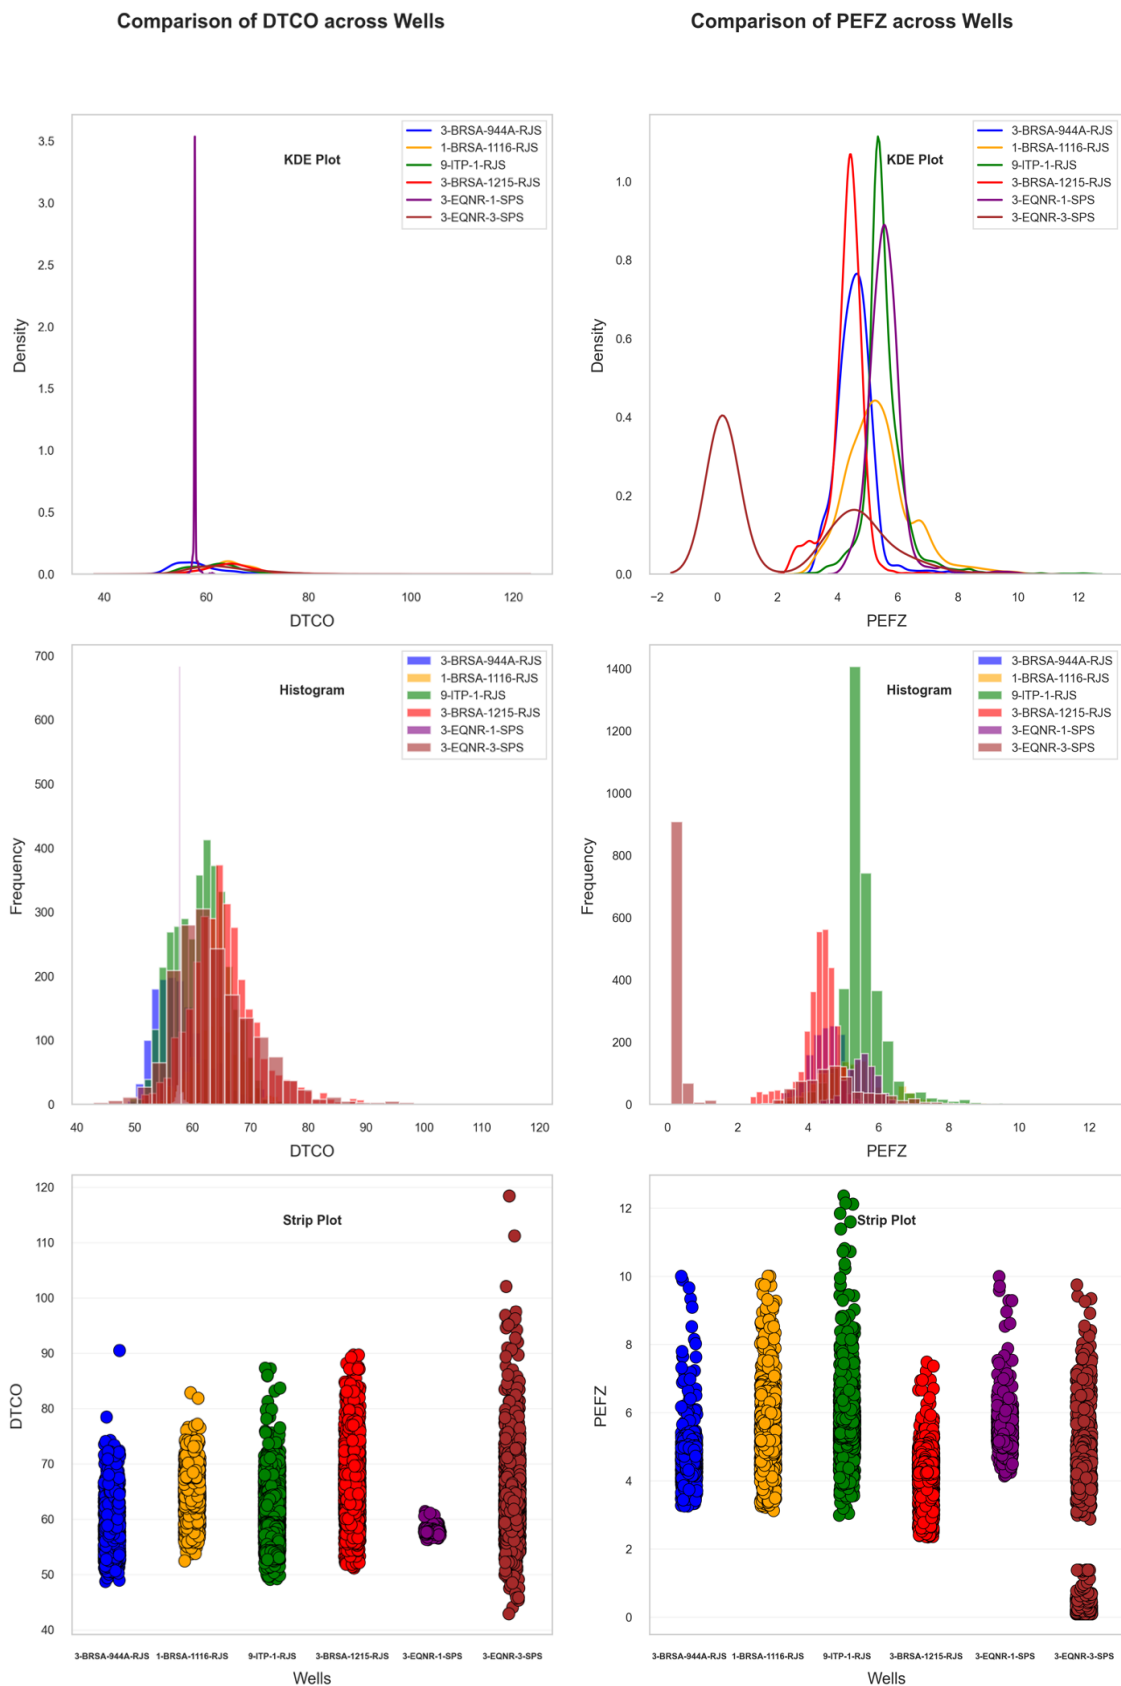 Comparison of DTCO across Wells
Comparison of PEFZ across Wells
KDE Plot
3-BRSA-944A-RJS
1-BRSA-1116-RJS
9-ITP-1-RJS
3-BRSA-1215-RJS
3-EQNR-1-SPS
3-EQNR-3-SPS
3.5
3.0
2.5
2.0
1.5
1.0
0.5
0.0
Density
40 60 80 100 120
DTCO
KDE Plot
3-BRSA-944A-RJS
1-BRSA-1116-RJS
9-ITP-1-RJS
3-BRSA-1215-RJS
3-EQNR-1-SPS
3-EQNR-3-SPS
1.0
0.8
0.6
0.4
0.2
0.0
Density
−2 0 2 4 6 8 10 12
PEFZ
Histogram
3-BRSA-944A-RJS
1-BRSA-1116-RJS
9-ITP-1-RJS
3-BRSA-1215-RJS
3-EQNR-1-SPS
3-EQNR-3-SPS
700
600
500
400
300
200
100
0
Frequency
40 50 60 70 80 90 100 110 120
DTCO
Histogram
3-BRSA-944A-RJS
1-BRSA-1116-RJS
9-ITP-1-RJS
3-BRSA-1215-RJS
3-EQNR-1-SPS
3-EQNR-3-SPS
1400
1200
1000
800
600
400
200
0
Frequency
0 2 4 6 8 10 12
PEFZ
Strip Plot
120
110
100
90
80
70
60
50
40
DTCO
3-BRSA-944A-RJS 1-BRSA-1116-RJS 9-ITP-1-RJS 3-BRSA-1215-RJS 3-EQNR-1-SPS 3-EQNR-3-SPS
Wells
Strip Plot
12
10
8
6
4
2
0
PEFZ
3-BRSA-944A-RJS 1-BRSA-1116-RJS 9-ITP-1-RJS 3-BRSA-1215-RJS 3-EQNR-1-SPS 3-EQNR-3-SPS
Wells